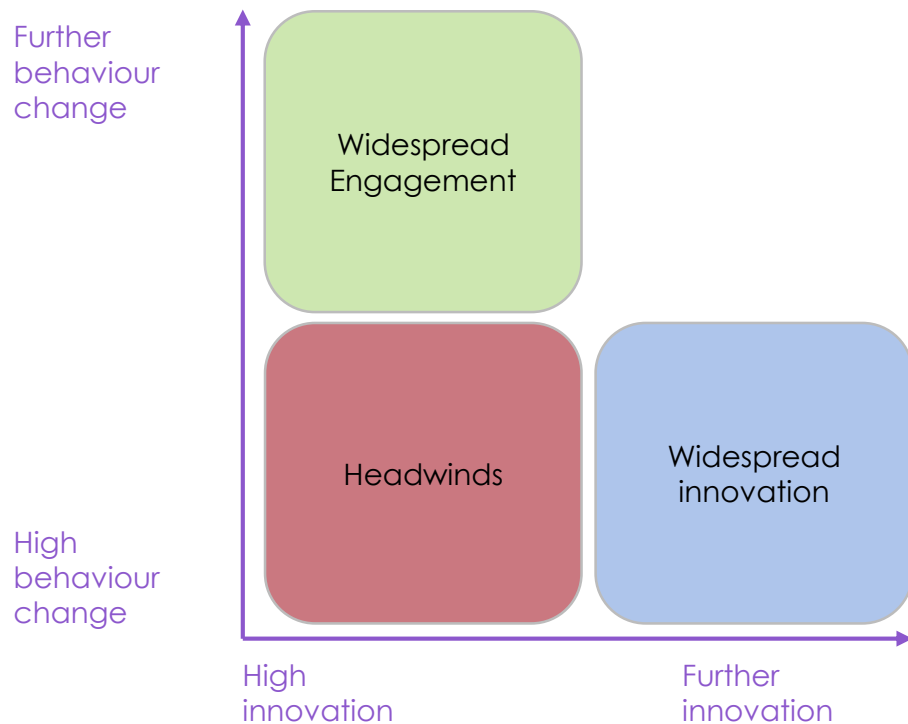 Further
behaviour
change
Widespread
Engagement
Headwinds
Widespread
innovation
High
behaviour
change
High
innovation
Further
innovation